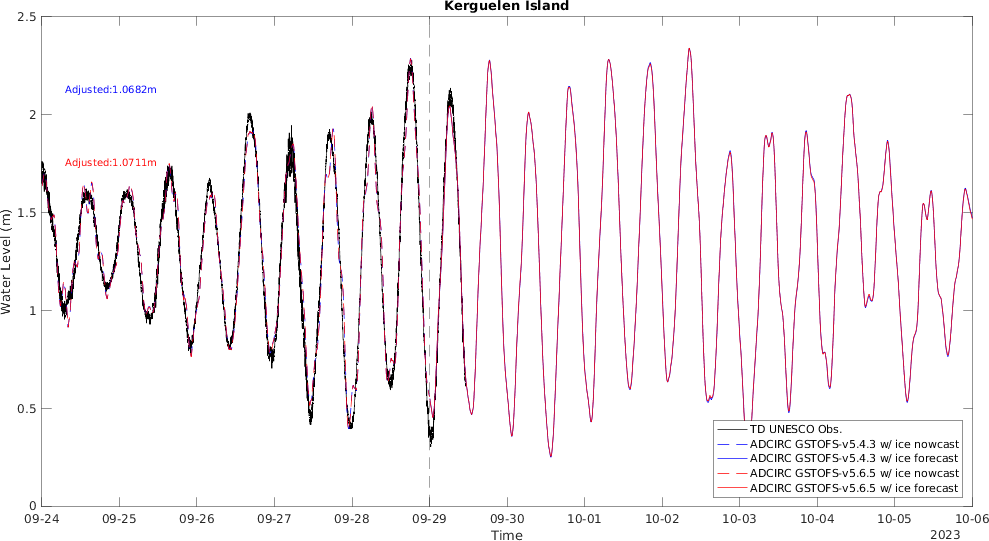 Kerguelen Island
2.5
2
1.5
1
0.5
0
Water Level (m)
Adjusted:1.0682m
Adjusted:1.0711m
TD UNESCO Obs.
ADCIRC GSTOFS-v5.4.3 w/ ice nowcast
ADCIRC GSTOFS-v5.4.3 w/ ice forecast
ADCIRC GSTOFS-v5.6.5 w/ ice nowcast
ADCIRC GSTOFS-v5.6.5 w/ ice forecast
09-24 09-25 09-26 09-27 09-28 09-29 09-30 10-01 10-02 10-03 10-04 10-05 10-06
Time
2023